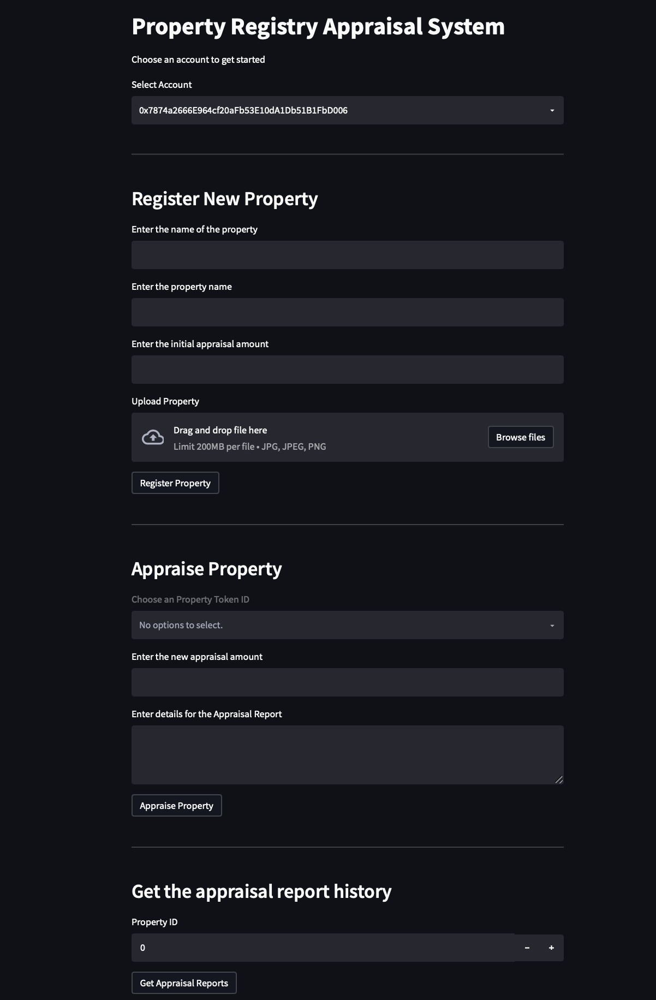 Property Registry Appraisal System
Choose an account to get started
Select Account
0x7874a2666E964cf20aFb53E10dA1Db51B1FbD006
Register New Property
Enter the name of the property
Enter the property name
Enter the initial appraisal amount
Upload Property
Drag and drop file here
Limit 200MB per file • JPG, JPEG, PNG
Browse files
Register Property
Appraise Property
Choose an Property Token ID
No options to select.
Enter the new appraisal amount
Enter details for the Appraisal Report
Appraise Property
Get the appraisal report history
Property ID
0
− +
Get Appraisal Reports